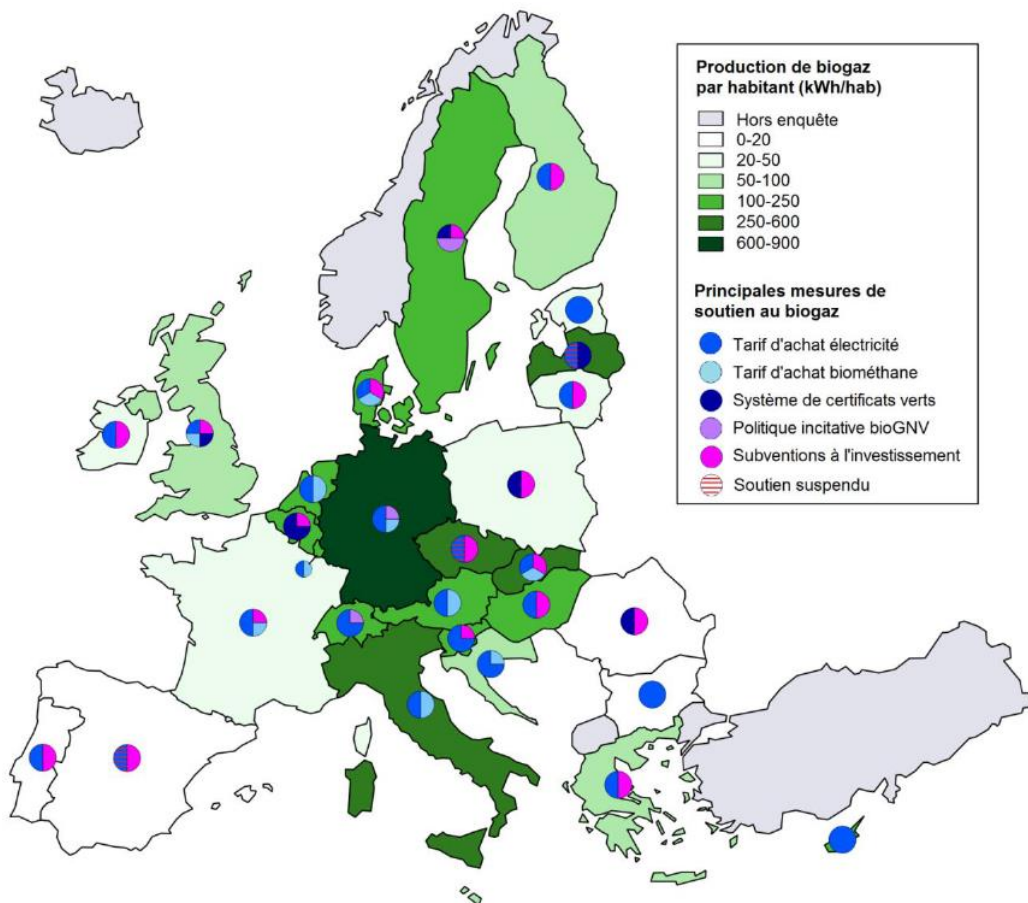 Production de biogaz
par habitant (kWh/hab)
Hors enquête
0-20
20-50
50-100
100-250
250-600
600-900
Principales mesures de
soutien au biogaz
Tarif d'achat électricité
Tarif d'achat biométhane
Système de certificats verts
Politique incitative bioGNV
Subventions à l'investissement
Soutien suspendu